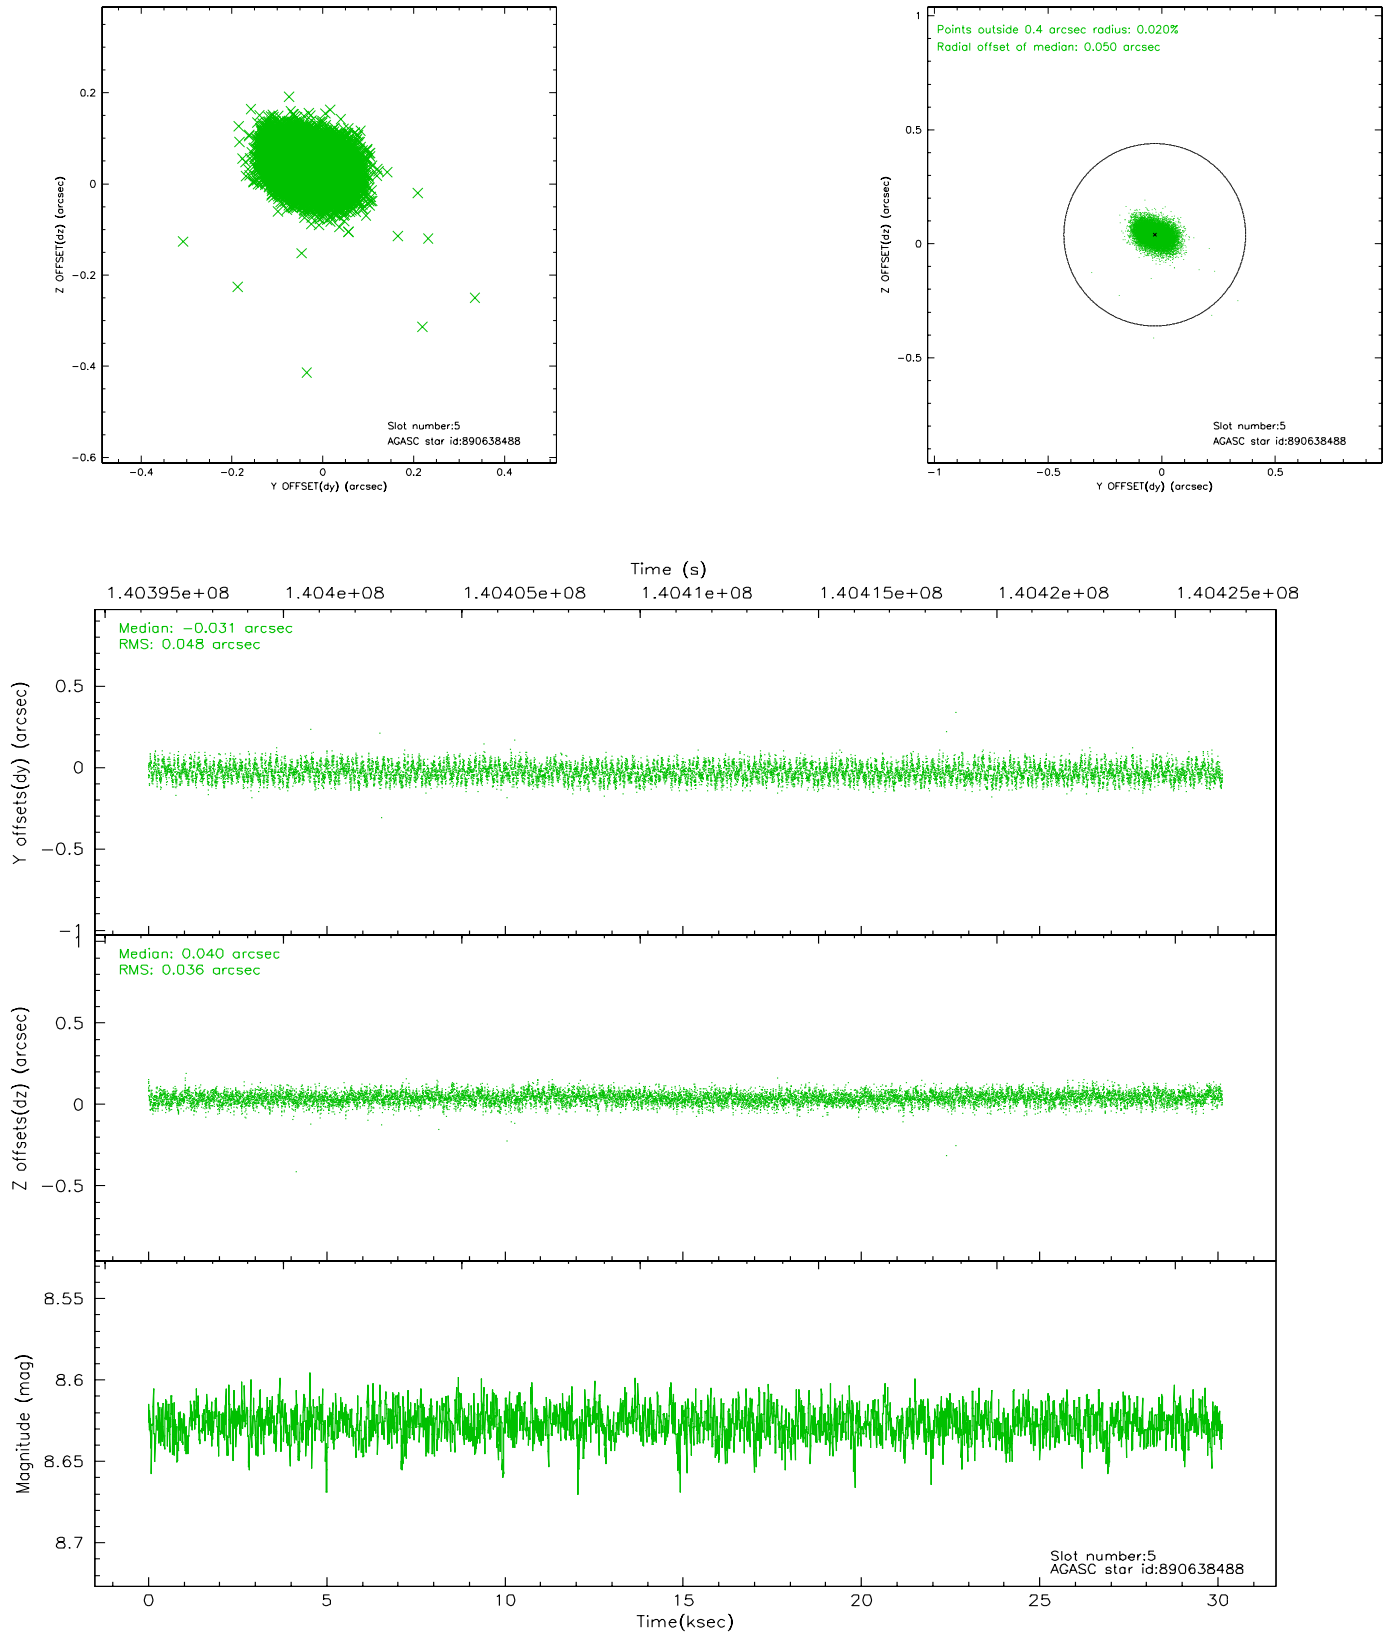 0.2
0
-0.2
-0.4
-0.6
Z OFFSET(dz) (arcsec)
Slot number:5
AGASC star id:890638488
-0.4 -0.2 0 0.2 0.4
Y OFFSET(dy) (arcsec)
Points outside 0.4 arcsec radius: 0.020%
Radial offset of median: 0.050 arcsec
1
0.5
0
-0.5
Z OFFSET(dz) (arcsec)
Slot number:5
AGASC star id:890638488
-1 -0.5 0 0.5
Y OFFSET(dy) (arcsec)
Time (s)
1.40395e+08 1.404e+08 1.40405e+08 1.4041e+08 1.40415e+08 1.4042e+08 1.40425e+08
Median: -0.031 arcsec
RMS: 0.048 arcsec
0.5
0
-0.5
-1
Y offsets(dy) (arcsec)
1
Median: 0.040 arcsec
RMS: 0.036 arcsec
0.5
0
-0.5
Z offsets(dz) (arcsec)
8.55
8.6
8.65
8.7
Magnitude (mag)
Slot number:5
AGASC star id:890638488
0 5 10 15 20 25 30
Time(ksec)